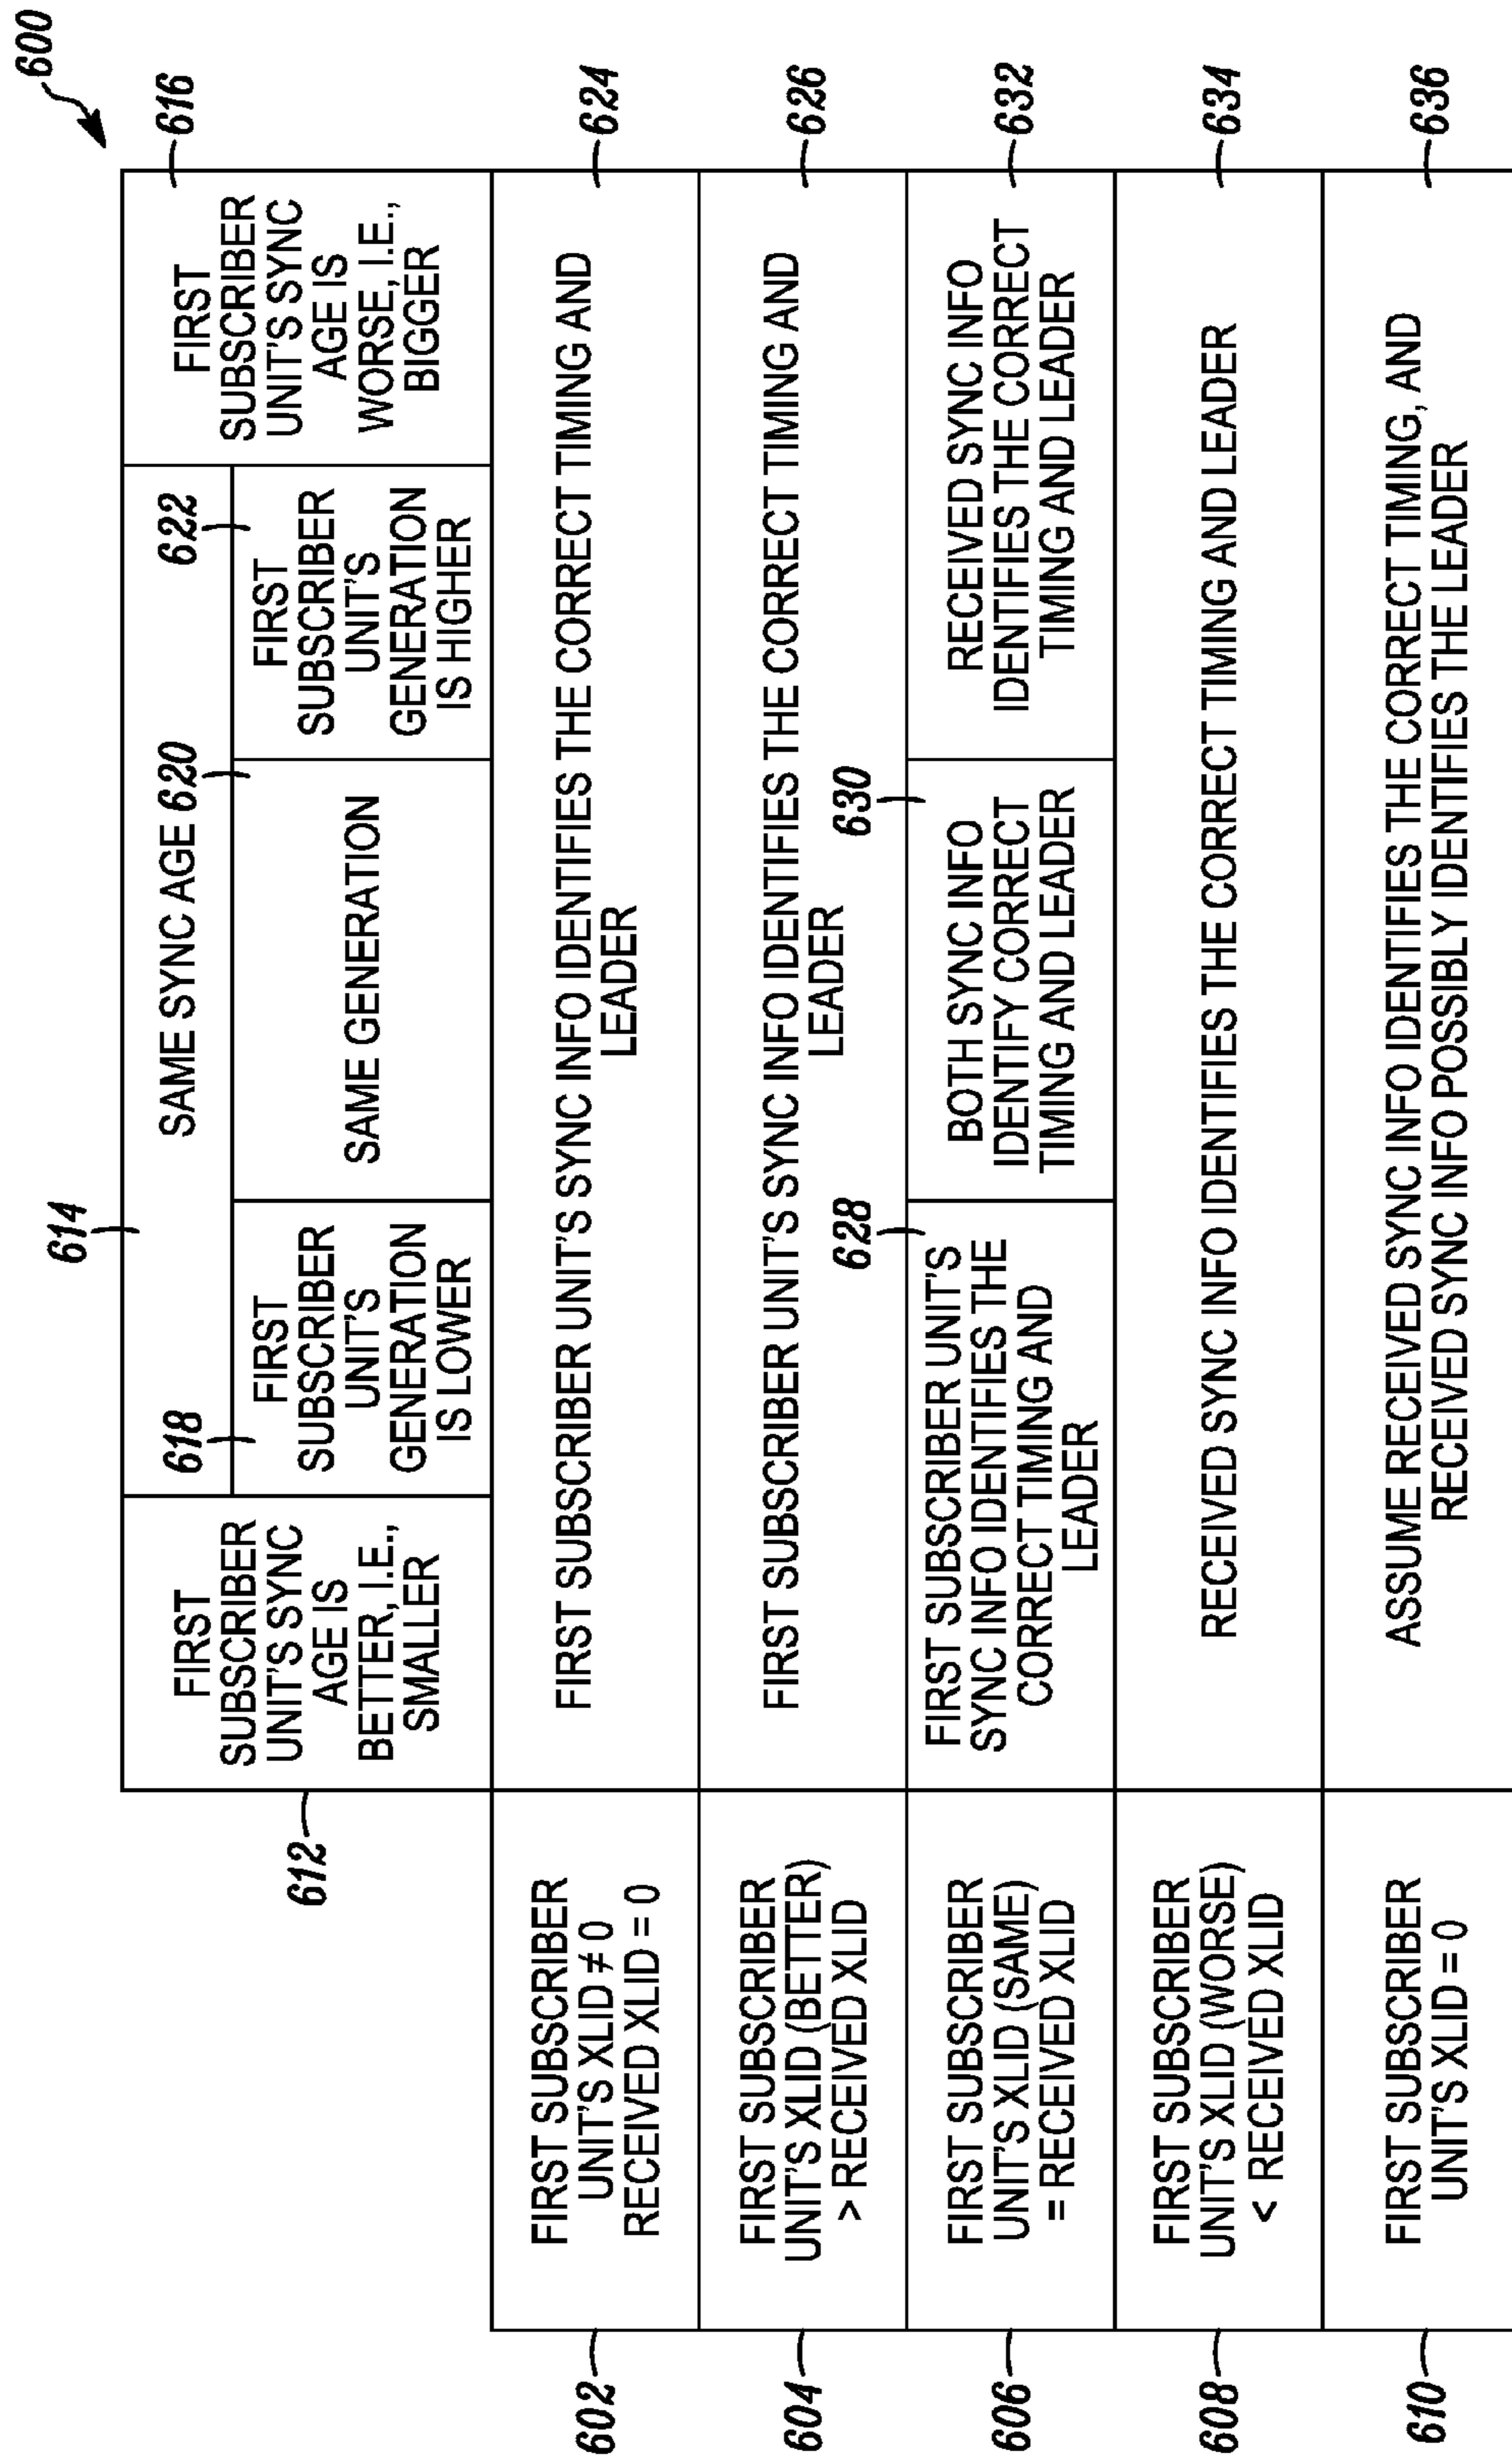 600
614
612
FIRST
SUBSCRIBER
UNIT'S SYNC
AGE IS
BETTER, I.E.,
SMALLER
SAME SYNC AGE
618
FIRST
SUBSCRIBER
UNIT'S
GENERATION
IS LOWER
620
SAME GENERATION
622
FIRST
SUBSCRIBER
UNIT'S
GENERATION
IS HIGHER
616
FIRST
SUBSCRIBER
UNIT'S SYNC
AGE IS
WORSE, I.E.,
BIGGER
602
FIRST SUBSCRIBER
UNIT'S XLID ≠ 0
RECEIVED XLID = 0
FIRST SUBSCRIBER UNIT'S SYNC INFO IDENTIFIES THE CORRECT TIMING AND
LEADER
624
604
FIRST SUBSCRIBER
UNIT'S XLID (BETTER)
> RECEIVED XLID
FIRST SUBSCRIBER UNIT'S SYNC INFO IDENTIFIES THE CORRECT TIMING AND
LEADER
626
606
FIRST SUBSCRIBER
UNIT'S XLID (SAME)
= RECEIVED XLID
628
FIRST SUBSCRIBER UNIT'S
SYNC INFO IDENTIFIES THE
CORRECT TIMING AND
LEADER
630
BOTH SYNC INFO
IDENTIFY CORRECT
TIMING AND LEADER
RECEIVED SYNC INFO
IDENTIFIES THE CORRECT
TIMING AND LEADER
632
608
FIRST SUBSCRIBER
UNIT'S XLID (WORSE)
< RECEIVED XLID
RECEIVED SYNC INFO IDENTIFIES THE CORRECT TIMING AND LEADER
634
610
FIRST SUBSCRIBER
UNIT'S XLID = 0
ASSUME RECEIVED SYNC INFO IDENTIFIES THE CORRECT TIMING, AND
RECEIVED SYNC INFO POSSIBLY IDENTIFIES THE LEADER
636